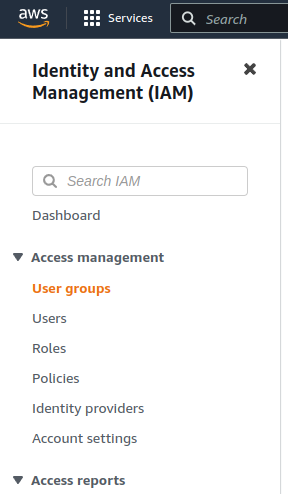 aws
Services
Search
Identity and Access
Management (IAM)
Search IAM
Dashboard
Access management
User groups
Users
Roles
Policies
Identity providers
Account settings
Access reports